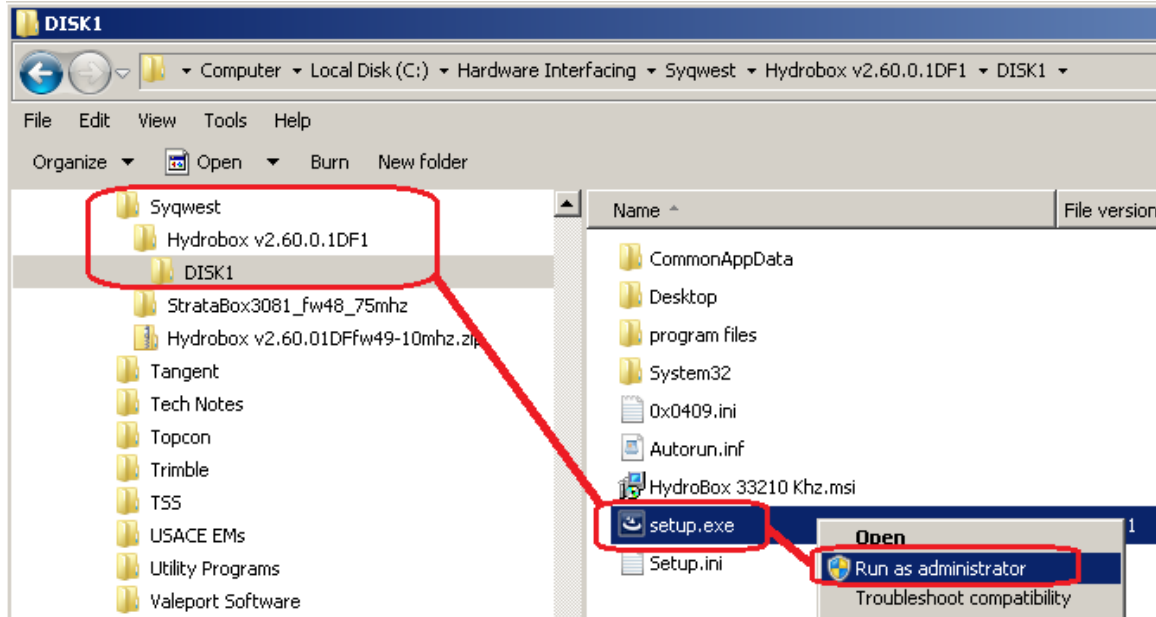 DISK1
Computer Local Disk (C:) Hardware Interfacing Syqwest Hydrobox v2.60.0.1DF1 DISK1
File Edit View Tools Help
Organize Open Burn New folder
Syqwest
Hydrobox v2.60.0.1DF1
DISK1
StrataBox3081_fw48_75mhz
Hydrobox v2.60.01DFfw49-10mhz.zip
Tangent
Tech Notes
Topcon
Trimble
TSS
USACE EMs
Utility Programs
Valeport Software
Name File version
CommonAppData
Desktop
program files
System32
0x0409.ini
Autorun.inf
HydroBox 33210 Khz.msi
setup.exe 1
Setup.ini
Open
Run as administrator
Troubleshoot compatibility